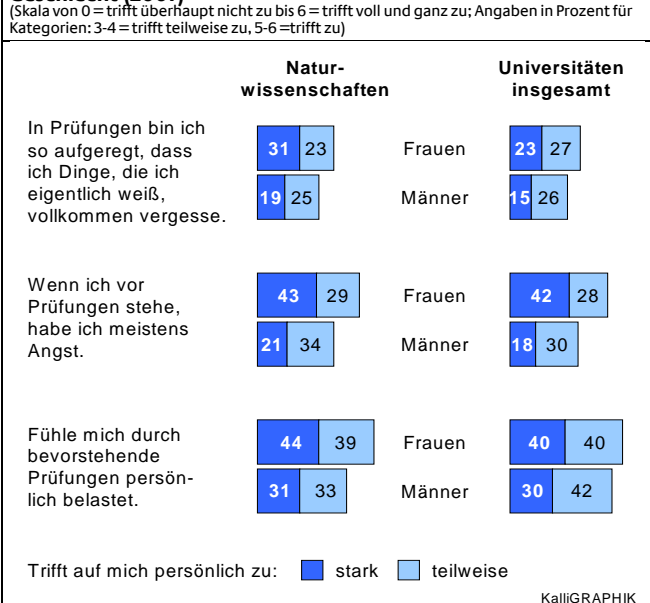 (Skala von 0 = trifft überhaupt nicht zu bis 6 = trifft voll und ganz zu; Angaben in Prozent für
Kategorien: 3-4 = trifft teilweise zu, 5-6 =trifft zu)
Natur-
wissenschaften
Universitäten
insgesamt
In Prüfungen bin ich
so aufgeregt, dass
ich Dinge, die ich
eigentlich weiß,
vollkommen vergesse.
31 23 Frauen 23 27
19 25 Männer 15 26
Wenn ich vor
Prüfungen stehe,
habe ich meistens
Angst.
43 29 Frauen 42 28
21 34 Männer 18 30
Fühle mich durch
bevorstehende
Prüfungen persön-
lich belastet.
44 39 Frauen 40 40
31 33 Männer 30 42
Trifft auf mich persönlich zu: stark teilweise
KalliGRAPHIK